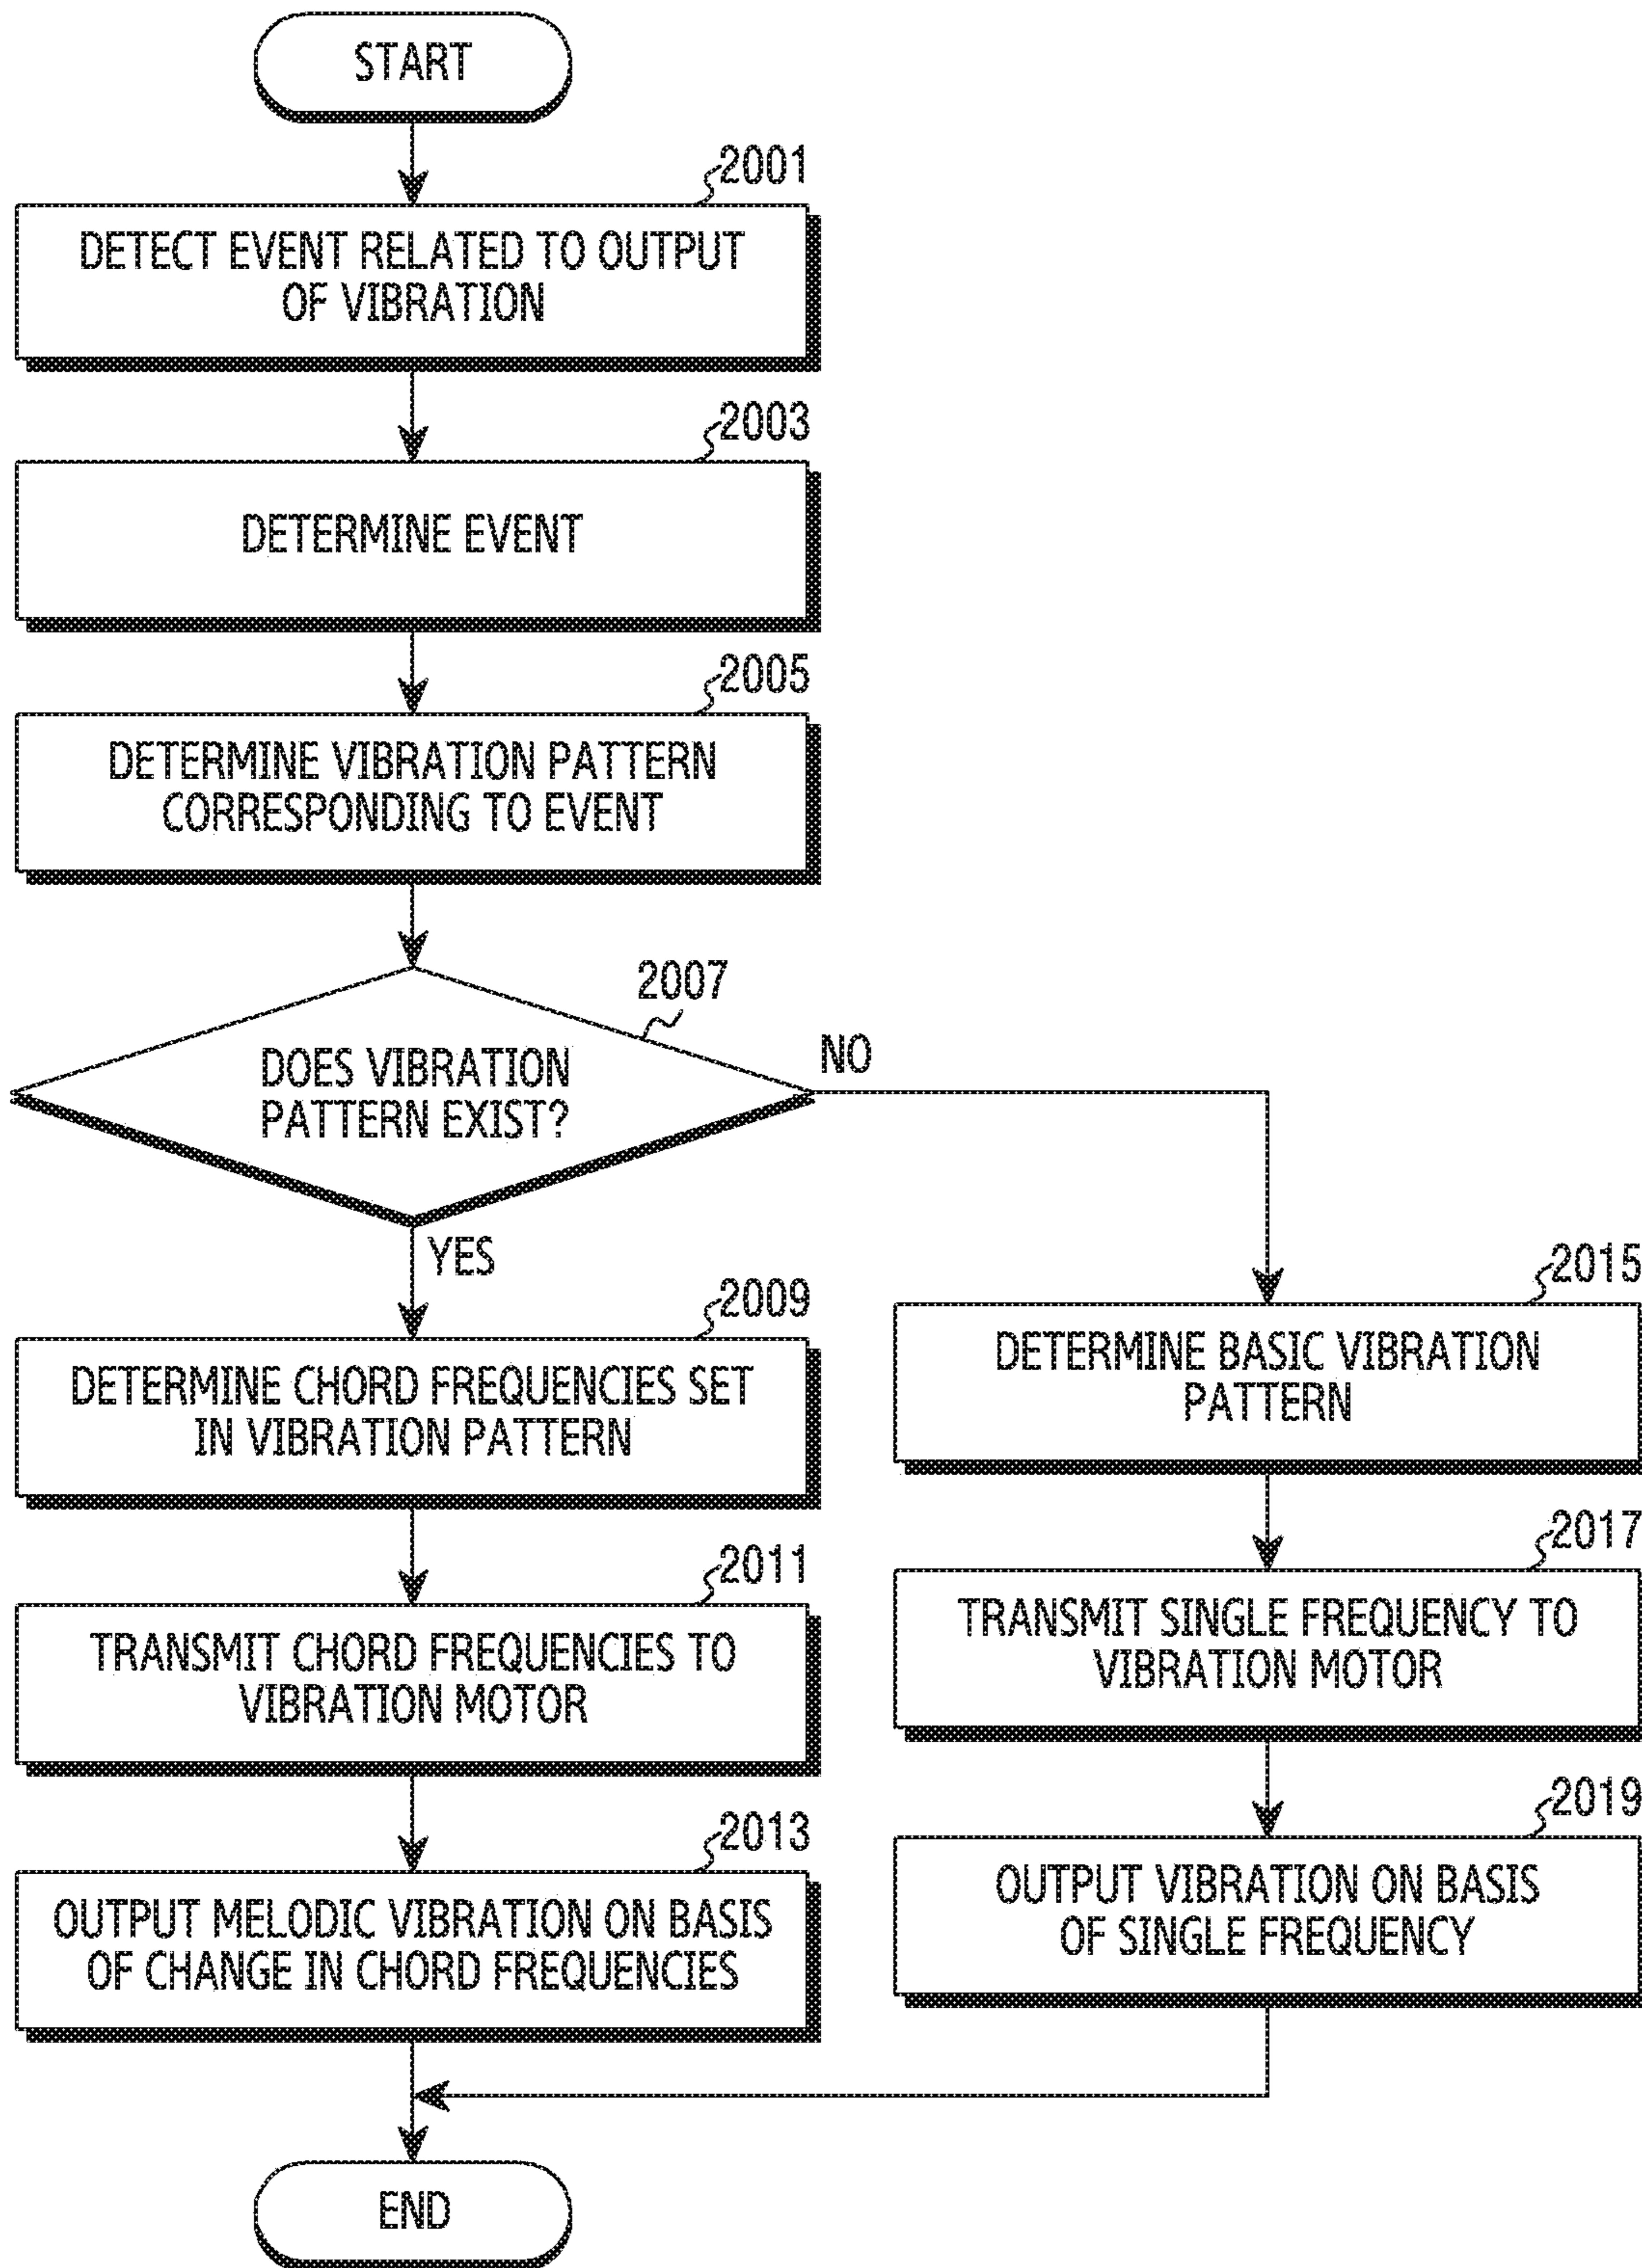 START
2001
DETECT EVENT RELATED TO OUTPUT
OF VIBRATION
2003
DETERMINE EVENT
2005
DETERMINE VIBRATION PATTERN
CORRESPONDING TO EVENT
2007
DOES VIBRATION
PATTERN EXIST?
NO
YES
2009
DETERMINE CHORD FREQUENCIES SET
IN VIBRATION PATTERN
2011
TRANSMIT CHORD FREQUENCIES TO
VIBRATION MOTOR
2013
OUTPUT MELODIC VIBRATION ON BASIS
OF CHANGE IN CHORD FREQUENCIES
2015
DETERMINE BASIC VIBRATION
PATTERN
2017
TRANSMIT SINGLE FREQUENCY TO
VIBRATION MOTOR
2019
OUTPUT VIBRATION ON BASIS
OF SINGLE FREQUENCY
END